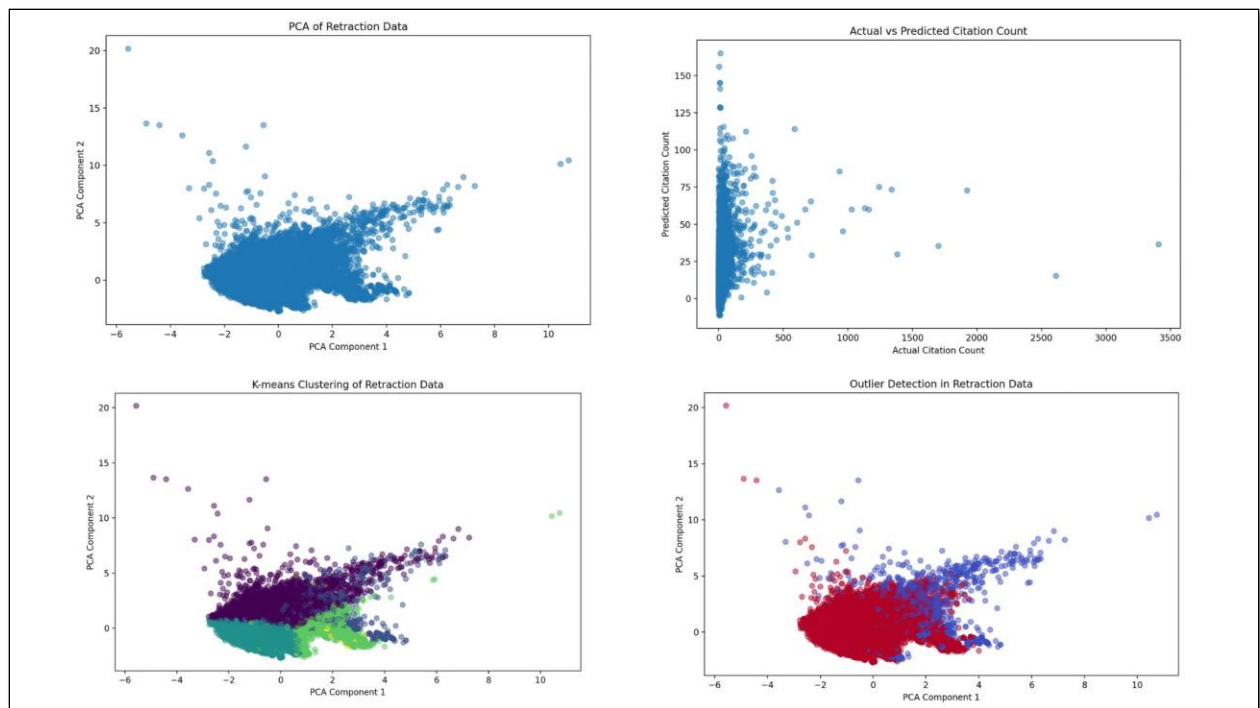 PCA of Retraction Data
20
15
10
5
0
PCA Component 2
−6 −4 −2 0 2 4 6 8 10
PCA Component 1
Actual vs Predicted Citation Count
150
125
100
75
50
25
0
Predicted Citation Count
0 500 1000 1500 2000 2500 3000 3500
Actual Citation Count
K-means Clustering of Retraction Data
20
15
10
5
0
PCA Component 2
−6 −4 −2 0 2 4 6 8 10
PCA Component 1
Outlier Detection in Retraction Data
20
15
10
5
0
PCA Component 2
−6 −4 −2 0 2 4 6 8 10
PCA Component 1